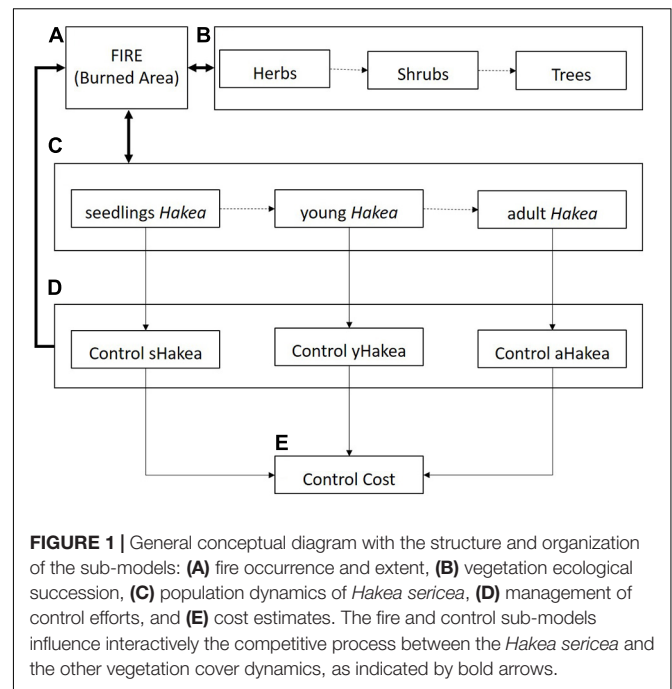 A
FIRE
(Burned Area)
B
Herbs
Shrubs
Trees
C
seedlings Hakea
young Hakea
adult Hakea
D
Control sHakea
Control yHakea
Control aHakea
E
Control Cost
FIGURE 1 | General conceptual diagram with the structure and organization
of the sub-models: (A) fire occurrence and extent, (B) vegetation ecological
succession, (C) population dynamics of Hakea sericea, (D) management of
control efforts, and (E) cost estimates. The fire and control sub-models
influence interactively the competitive process between the Hakea sericea and
the other vegetation cover dynamics, as indicated by bold arrows.